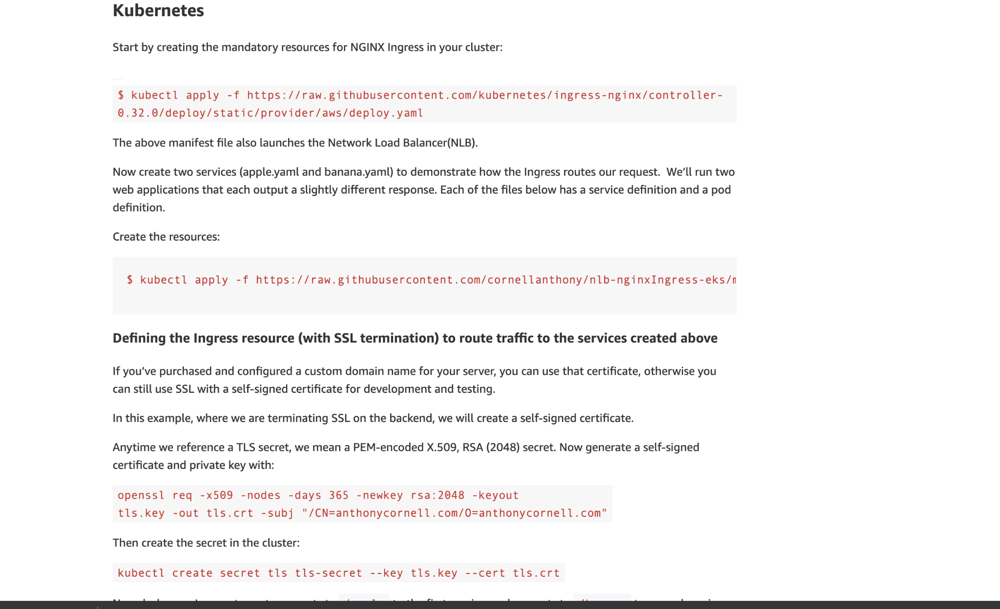 Kubernetes
Start by creating the mandatory resources for NGINX Ingress in your cluster:
$ kubectl apply -f https://raw.githubusercontent.com/kubernetes/ingress-nginx/controller-
0.32.0/deploy/static/provider/aws/deploy.yaml
The above manifest file also launches the Network Load Balancer(NLB).
Now create two services (apple.yaml and banana.yaml) to demonstrate how the Ingress routes our request.  We’ll run two
web applications that each output a slightly different response. Each of the files below has a service definition and a pod
definition.
Create the resources:
$ kubectl apply -f https://raw.githubusercontent.com/cornellanthony/nlb-nginxIngress-eks/
Defining the Ingress resource (with SSL termination) to route traffic to the services created above
If you’ve purchased and configured a custom domain name for your server, you can use that certificate, otherwise you
can still use SSL with a self-signed certificate for development and testing.
In this example, where we are terminating SSL on the backend, we will create a self-signed certificate.
Anytime we reference a TLS secret, we mean a PEM-encoded X.509, RSA (2048) secret. Now generate a self-signed
certificate and private key with:
openssl req -x509 -nodes -days 365 -newkey rsa:2048 -keyout
tls.key -out tls.crt -subj "/CN=anthonycornell.com/O=anthonycornell.com"
Then create the secret in the cluster:
kubectl create secret tls tls-secret --key tls.key --cert tls.crt